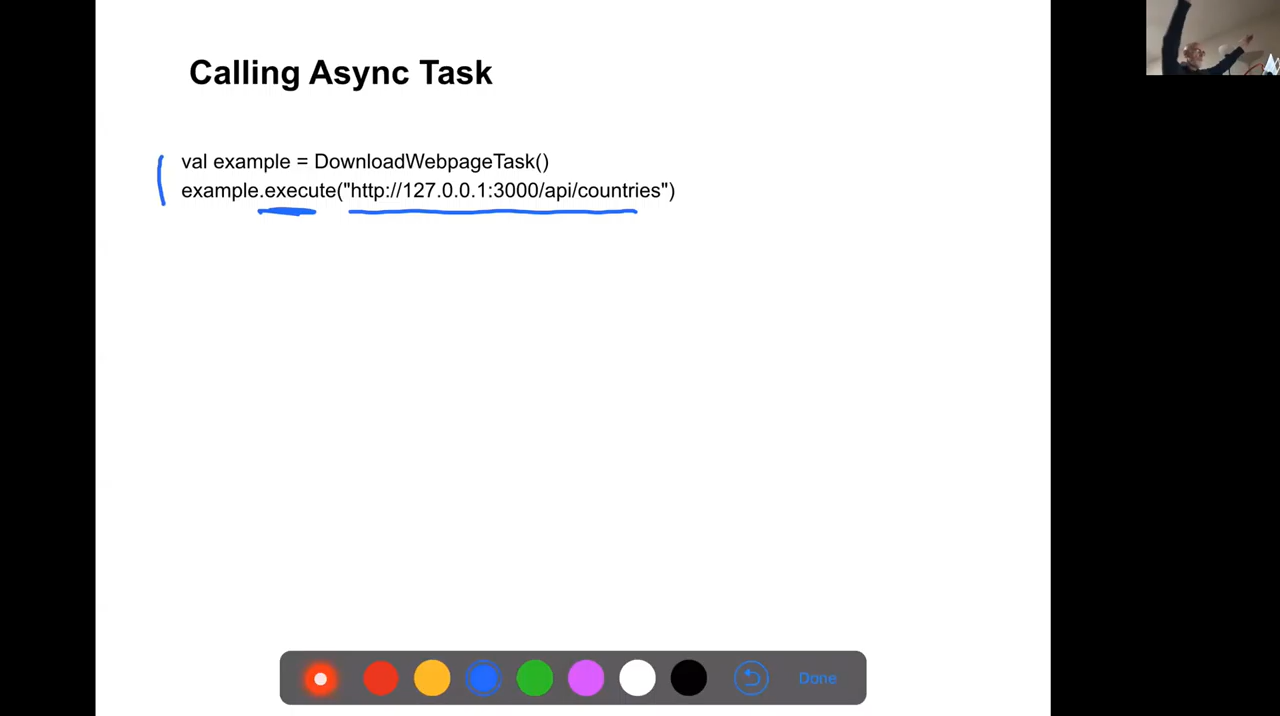 Calling Async Task
val example = DownloadWebpageTask()
example.execute("http://127.0.0.1:3000/api/countries")
Done